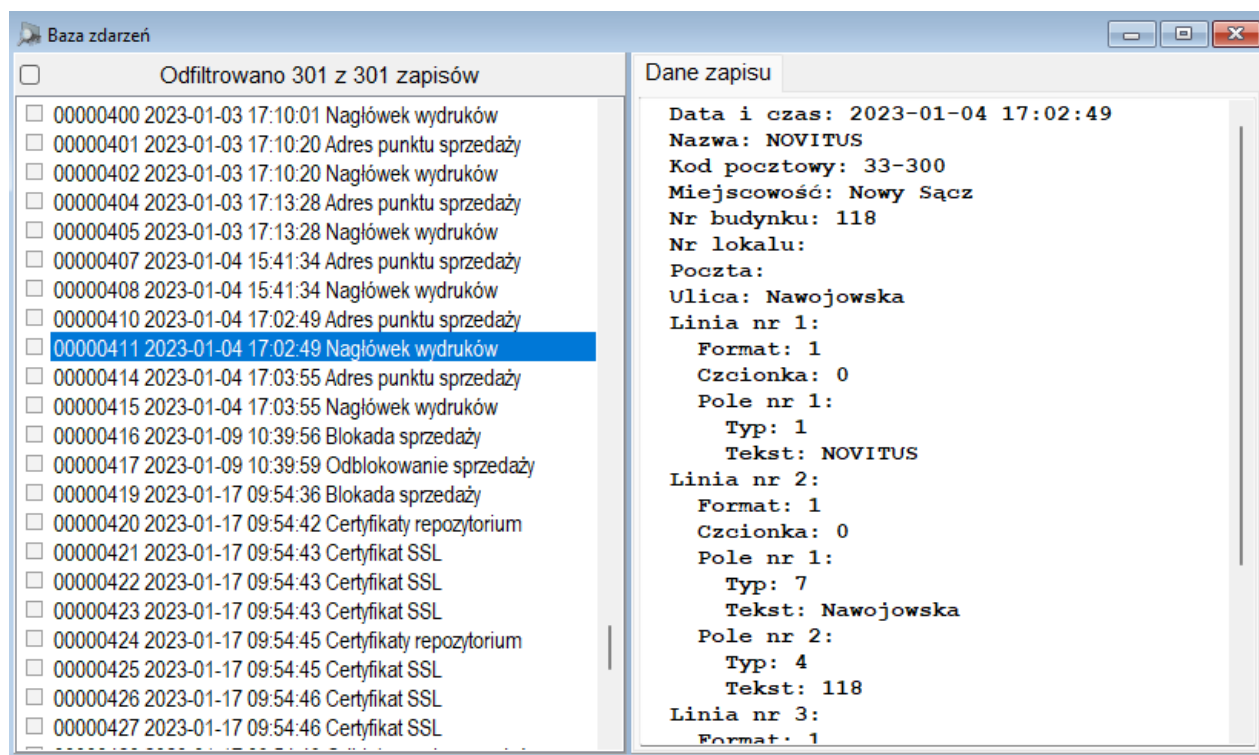 Baza zdarzeń
Odfiltrowano 301 z 301 zapisów
00000400 2023-01-03 17:10:01 Nagłówek wydruków
00000401 2023-01-03 17:10:20 Adres punktu sprzedaży
00000402 2023-01-03 17:10:20 Nagłówek wydruków
00000404 2023-01-03 17:13:28 Adres punktu sprzedaży
00000405 2023-01-03 17:13:28 Nagłówek wydruków
00000407 2023-01-04 15:41:34 Adres punktu sprzedaży
00000408 2023-01-04 15:41:34 Nagłówek wydruków
00000410 2023-01-04 17:02:49 Adres punktu sprzedaży
00000411 2023-01-04 17:02:49 Nagłówek wydruków
00000414 2023-01-04 17:03:55 Adres punktu sprzedaży
00000415 2023-01-04 17:03:55 Nagłówek wydruków
00000416 2023-01-09 10:39:56 Blokada sprzedaży
00000417 2023-01-09 10:39:59 Odblokowanie sprzedaży
00000419 2023-01-17 09:54:36 Blokada sprzedaży
00000420 2023-01-17 09:54:42 Certyfikaty repozytorium
00000421 2023-01-17 09:54:43 Certyfikat SSL
00000422 2023-01-17 09:54:43 Certyfikat SSL
00000423 2023-01-17 09:54:43 Certyfikat SSL
00000424 2023-01-17 09:54:45 Certyfikaty repozytorium
00000425 2023-01-17 09:54:45 Certyfikat SSL
00000426 2023-01-17 09:54:46 Certyfikat SSL
00000427 2023-01-17 09:54:46 Certyfikat SSL
Dane zapisu
Data i czas: 2023-01-04 17:02:49
Nazwa: NOVITUS
Kod pocztowy: 33-300
Miejscowość: Nowy Sącz
Nr budynku: 118
Nr lokalu:
Poczta:
Ulica: Nawojowska
Linia nr 1:
Format: 1
Czcionka: 0
Pole nr 1:
Typ: 1
Tekst: NOVITUS
Linia nr 2:
Format: 1
Czcionka: 0
Pole nr 1:
Typ: 7
Tekst: Nawojowska
Pole nr 2:
Typ: 4
Tekst: 118
Linia nr 3:
Format: 1